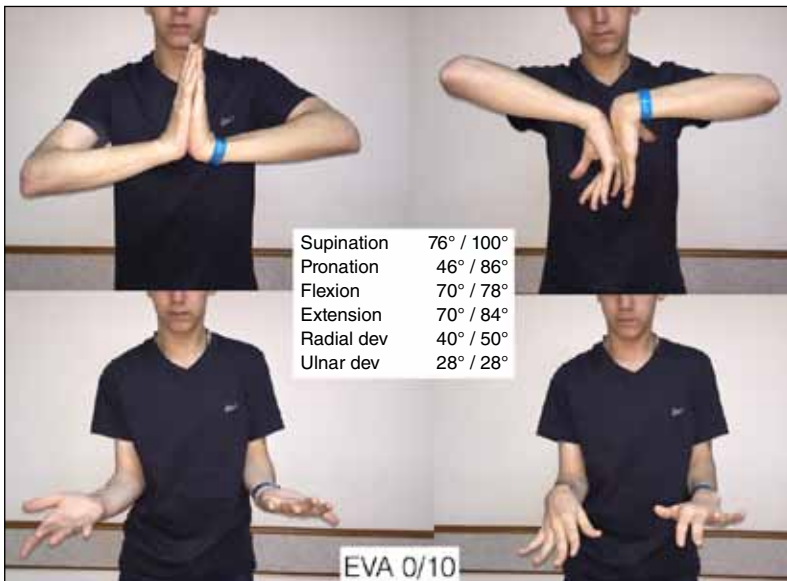 Supination 76° / 100°
Pronation 46° / 86°
Flexion 70° / 78°
Extension 70° / 84°
Radial dev 40° / 50°
Ulnar dev 28° / 28°
EVA 0/10